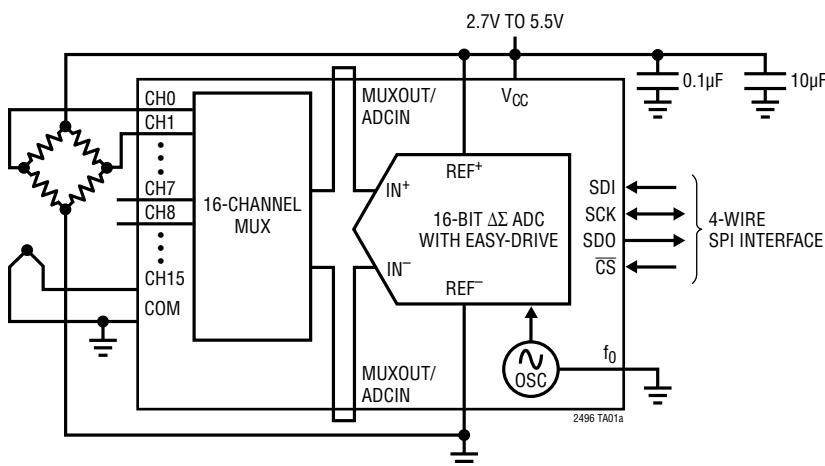 2.7V TO 5.5V
0.1µF
10µF
CH0
CH1
CH7
CH8
CH15
COM
16-CHANNEL
MUX
MUXOUT/
ADCIN
VCC
IN+
IN–
REF+
16-BIT ΔΣ ADC
WITH EASY-DRIVE
REF–
SDI
SCK
SDO
CS
4-WIRE
SPI INTERFACE
MUXOUT/
ADCIN
OSC
f0
2496 TA01a